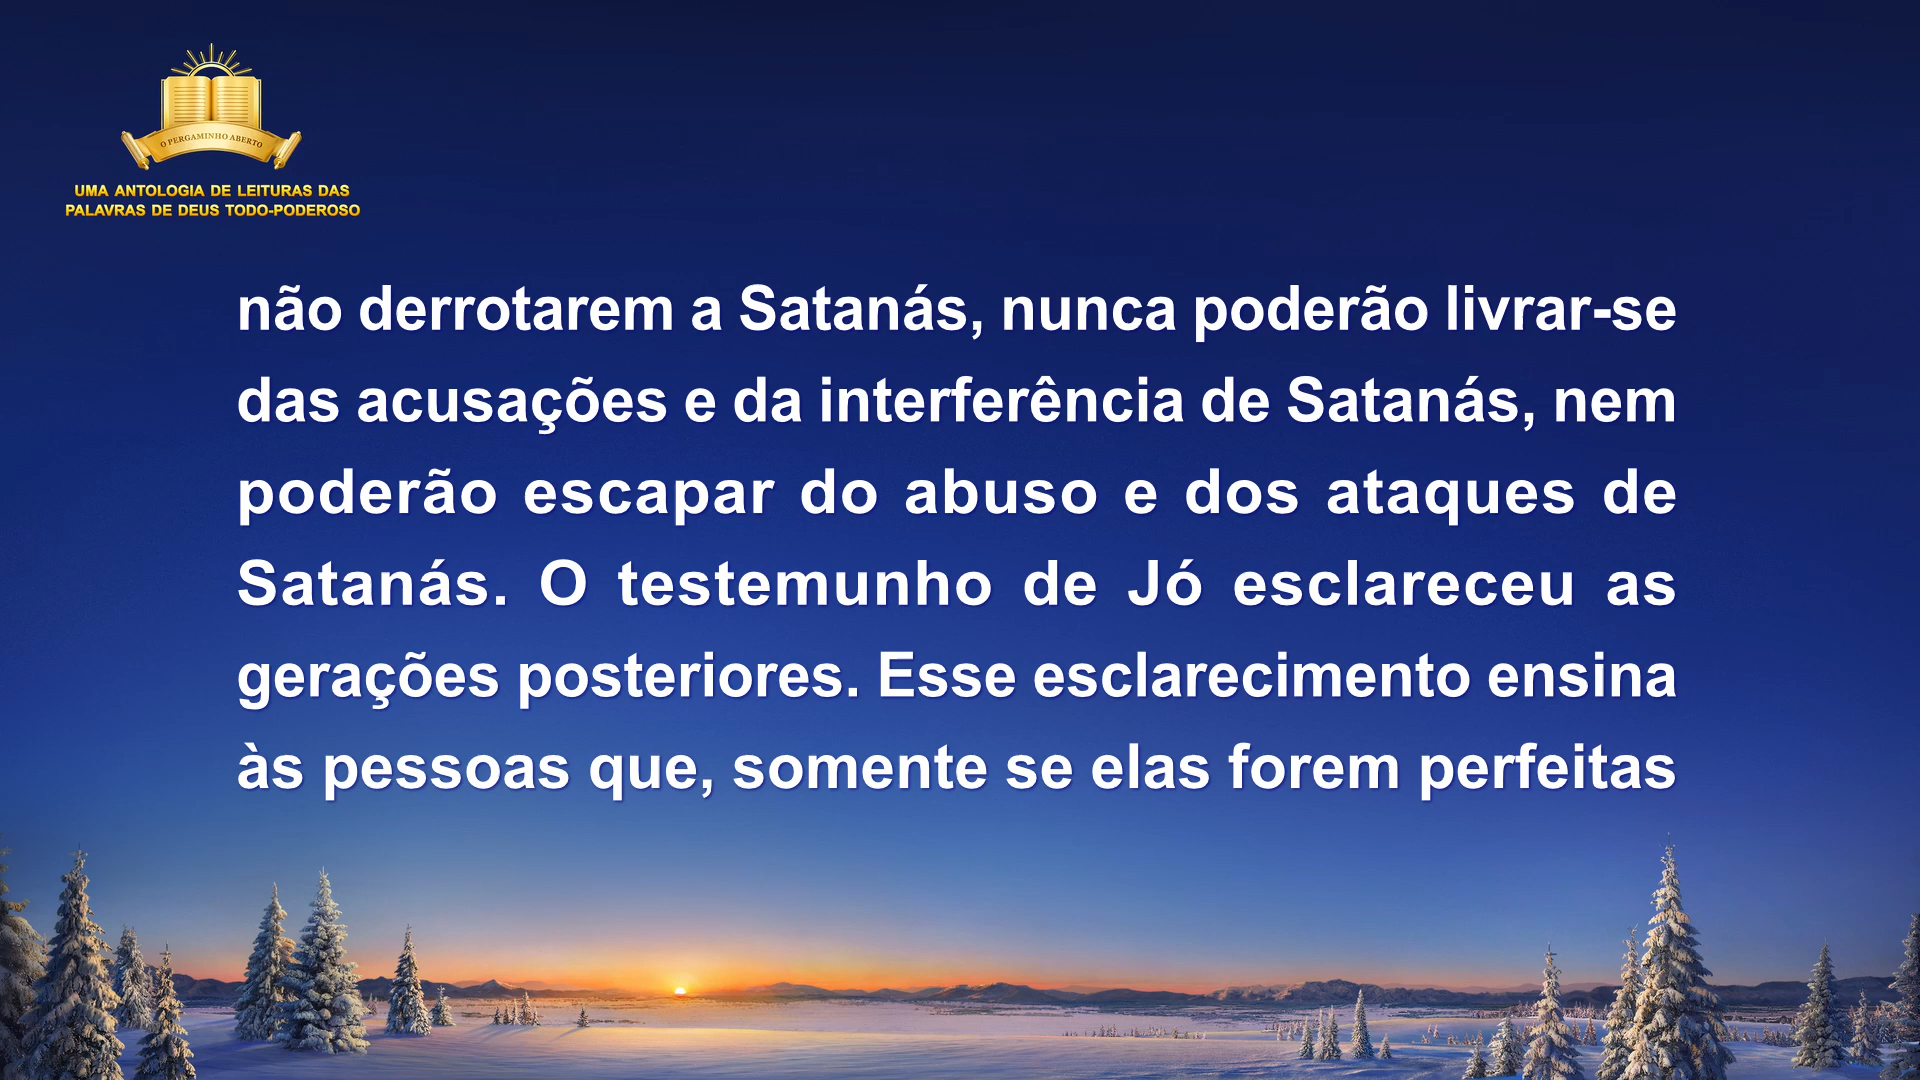 O PERGAMINHO ABERTO
UMA ANTOLOGIA DE LEITURAS DAS
PALAVRAS DE DEUS TODO-PODEROSO
não derrotarem a Satanás, nunca poderão livrar-se
das acusações e da interferência de Satanás, nem
poderão escapar do abuso e dos ataques de
Satanás. O testemunho de Jó esclareceu as
gerações posteriores. Esse esclarecimento ensina
às pessoas que, somente se elas forem perfeitas